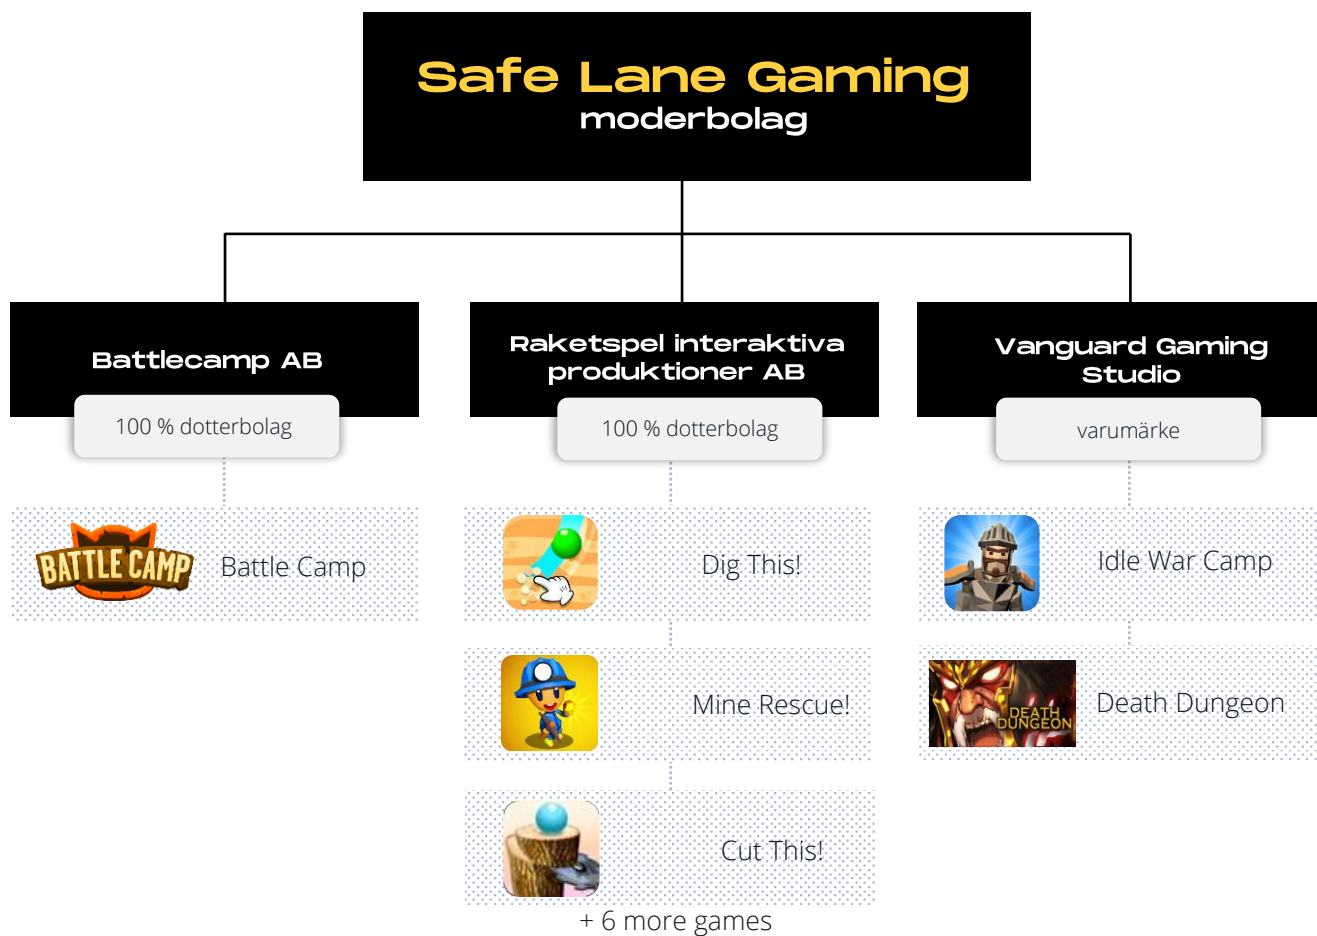 Safe Lane Gaming
moderbolag
Battlecamp AB
100 % dotterbolag
Raketspel interaktiva
produktioner AB
100 % dotterbolag
Vanguard Gaming
Studio
varumärke
BATTLE CAMP
Battle Camp
Dig This!
Mine Rescue!
Cut This!
+ 6 more games
Idle War Camp
DEATH
DUNGEON
Death Dungeon